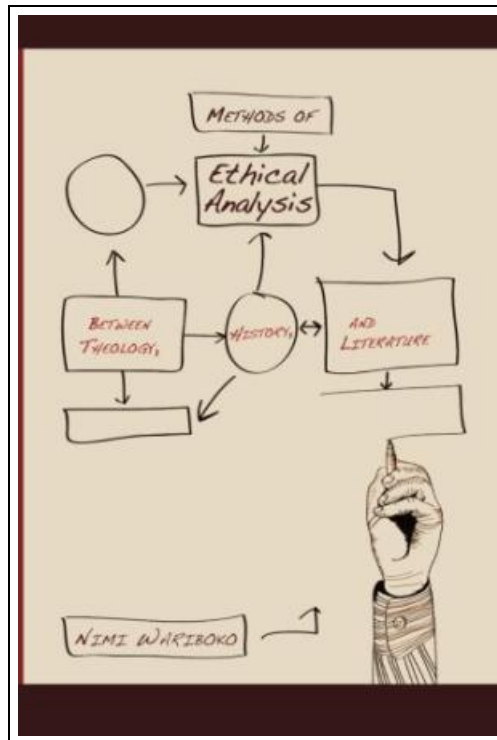 METHODS OF
Ethical
Analysis
BETWEEN
THEOLOGY,
HISTORY,
AND
LITERATURE
NIMI WARIBOKO